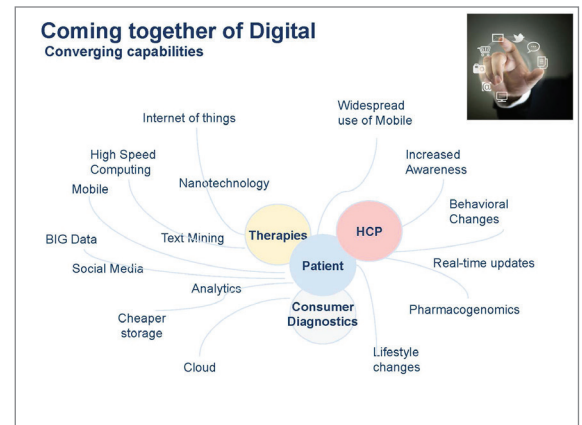 Coming together of Digital
Converging capabilities
Widespread
use of Mobile
Internet of things
High Speed
Computing
Increased
Awareness
Nanotechnology
Mobile
Behavioral
Changes
Therapies
HCP
BIG Data
Text Mining
Patient
Real-time updates
Social Media
Analytics
Consumer
Diagnostics
Pharmacogenomics
Cheaper
storage
Lifestyle
changes
Cloud